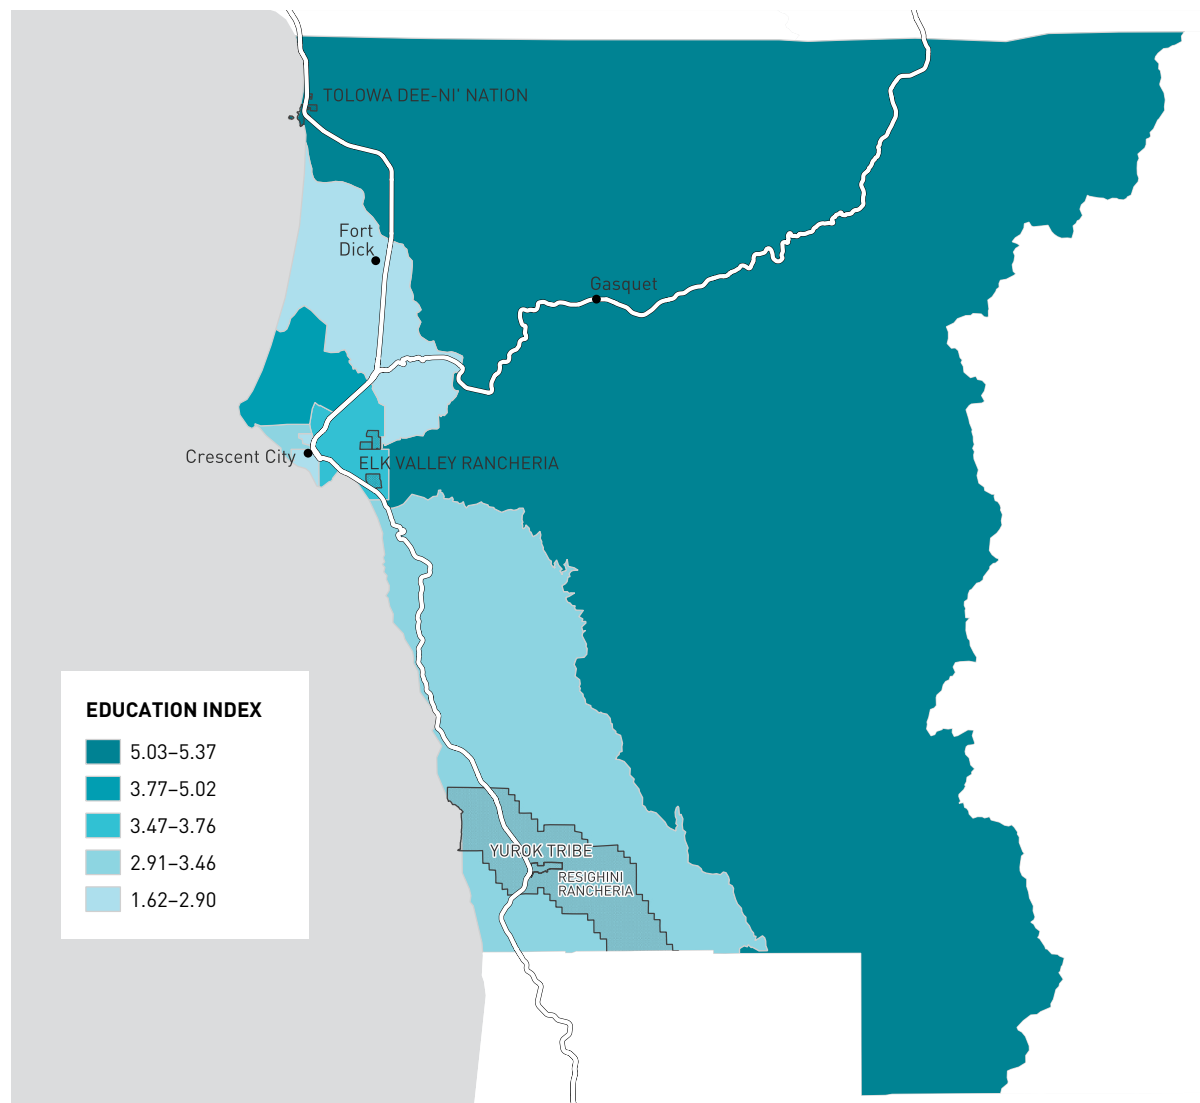 TOLOWA DEE-NI' NATION
Fort
Dick
Gasquet
Crescent City
ELK VALLEY RANCHERIA
EDUCATION INDEX
5.03–5.37
3.77–5.02
3.47–3.76
2.91–3.46
1.62–2.90
YUROK TRIBE
RESIGHINI
RANCHERIA